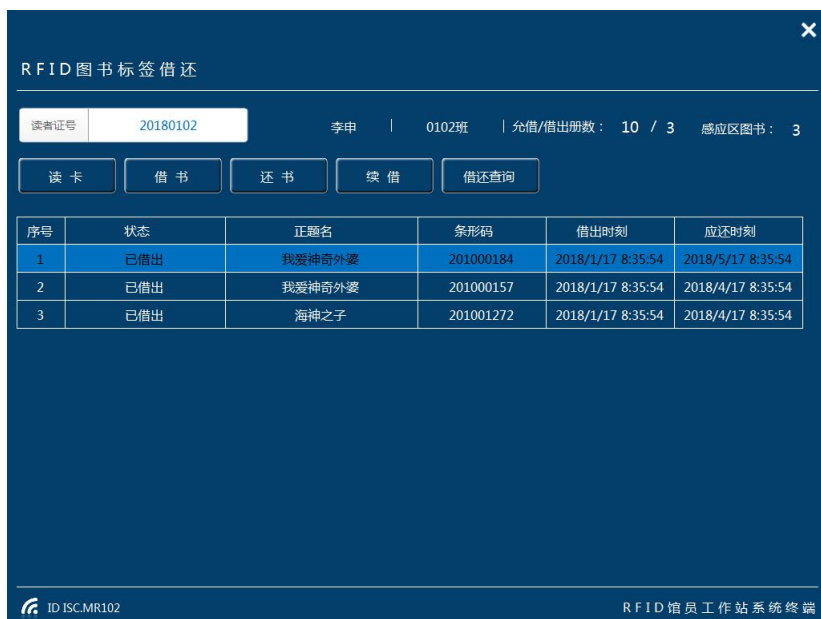 RFID图书标签借还
读者证号 20180102 李申 | 0102班 | 允借/借出册数： 10 / 3 感应区图书： 3
读 卡 借 书 还 书 续 借 借还查询
序号 状态 正题名 条形码 借出时刻 应还时刻
1 已借出 我爱神奇外婆 201000184 2018/1/17 8:35:54 2018/5/17 8:35:54
2 已借出 我爱神奇外婆 201000157 2018/1/17 8:35:54 2018/4/17 8:35:54
3 已借出 海神之子 201001272 2018/1/17 8:35:54 2018/4/17 8:35:54
ID ISC.MR102 RFID馆员工作站系统终端